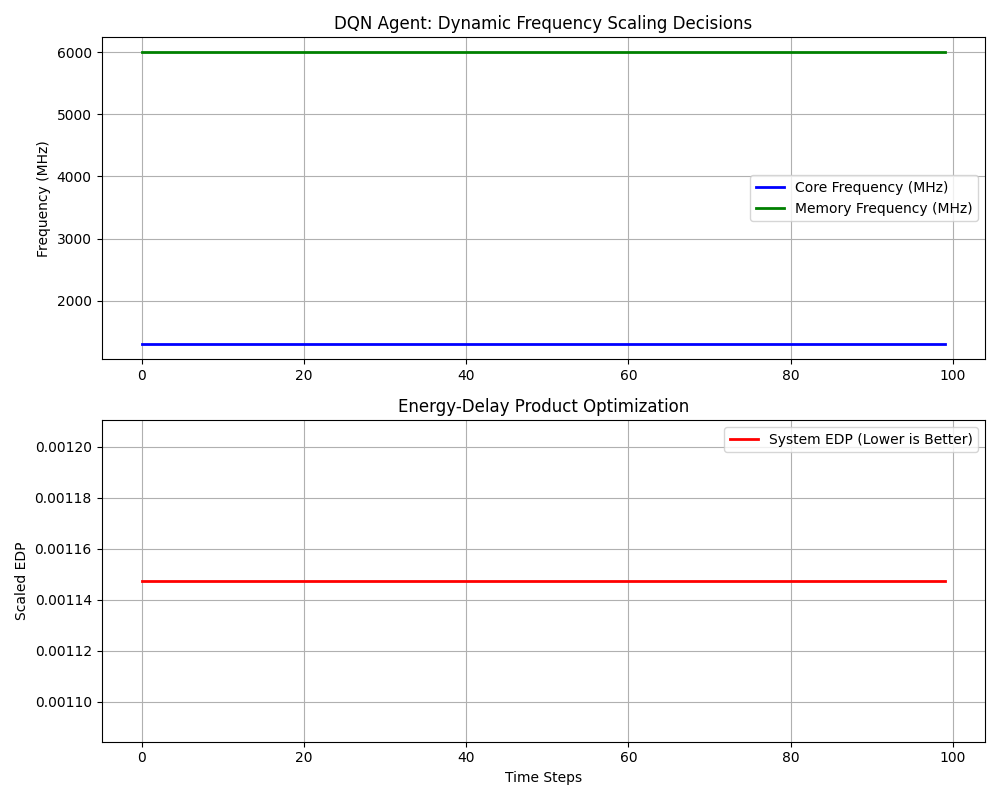 DQN Agent: Dynamic Frequency Scaling Decisions
Frequency (MHz)
6000
5000
4000
3000
2000
Core Frequency (MHz)
Memory Frequency (MHz)
0 20 40 60 80 100
Energy-Delay Product Optimization
Scaled EDP
0.00120
0.00118
0.00116
0.00114
0.00112
0.00110
System EDP (Lower is Better)
0 20 40 60 80 100
Time Steps